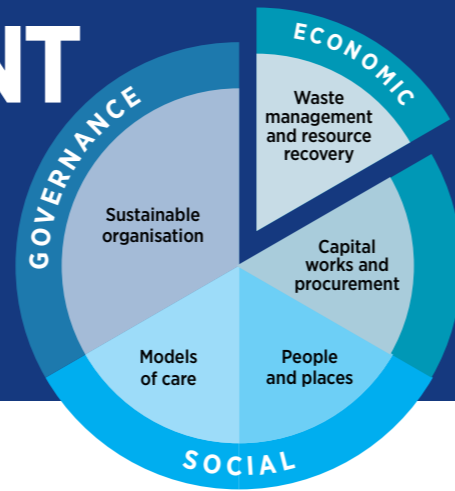 NT
ECONOMIC
Waste
management
and resource
recovery
GOVERNANCE
Sustainable
organisation
Capital
works and
procurement
Models
of care
People
and places
SOCIAL